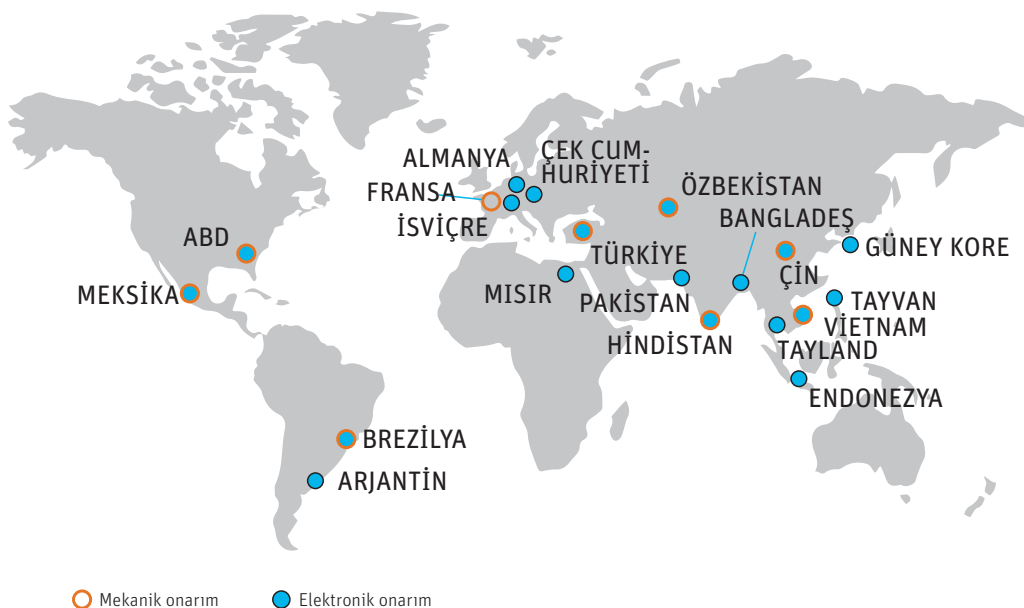 ALMANYA
ÇEK CUM-
HURİYETİ
FRANSA
İSVİÇRE
ÖZBEKİSTAN
BANGLADEŞ
ABD
TÜRKİYE
GÜNEY KORE
ÇİN
MEKSİKA
MISIR
PAKİSTAN
TAYVAN
VİETNAM
HİNDİSTAN
TAYLAND
ENDONEZYA
BREZİLYA
ARJANTİN
Mekanik onarım
Elektronik onarım